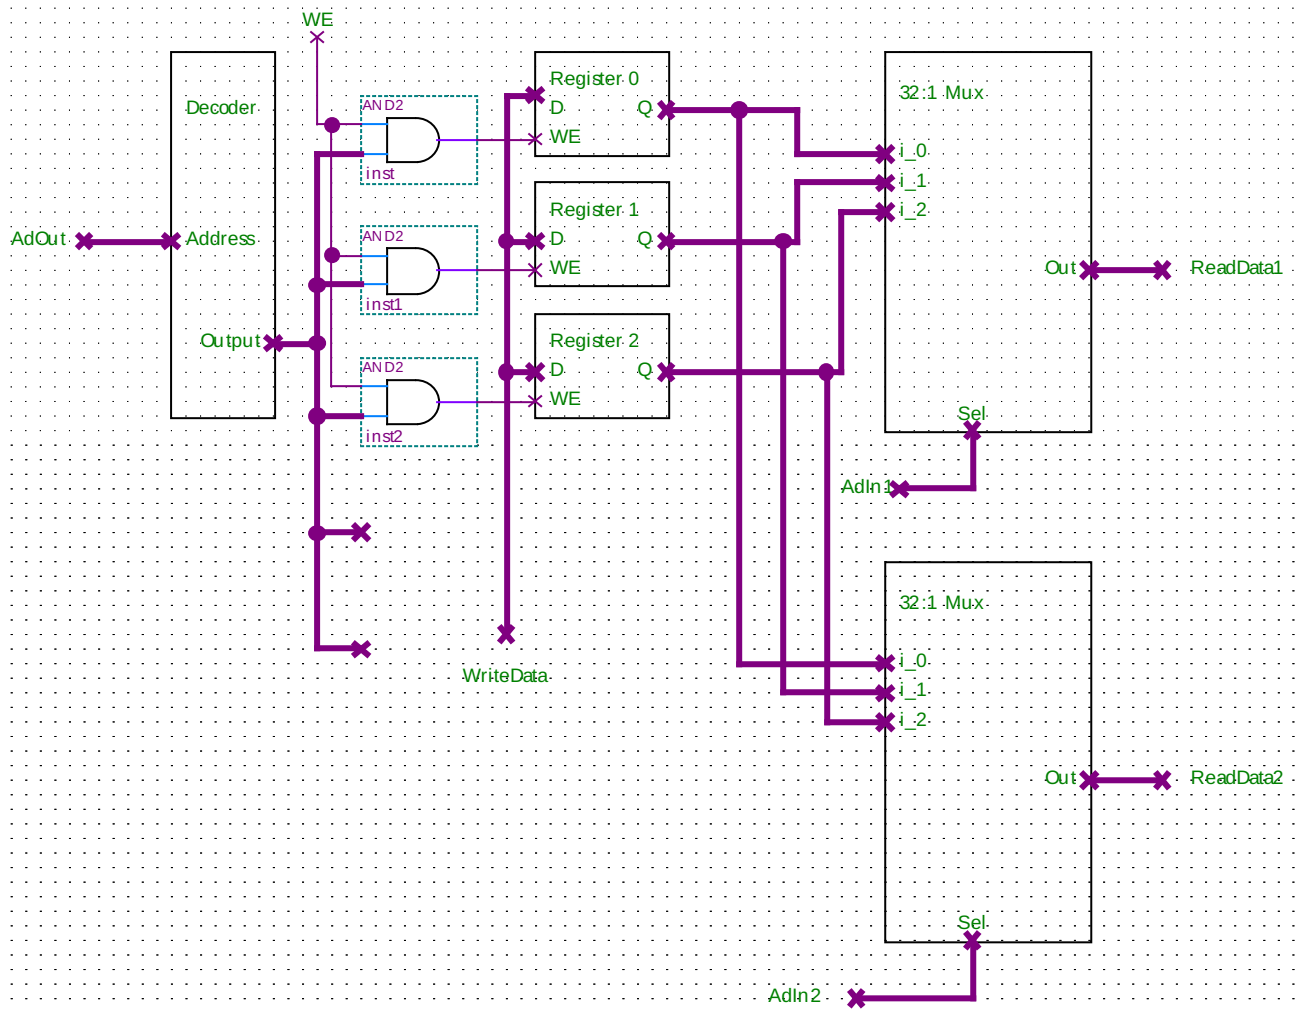 WE
Decoder
AdOut
Address
Output
AND2
inst
AND2
inst1
AND2
inst2
Register 0
D
Q
WE
Register 1
D
Q
WE
Register 2
D
Q
WE
WriteData
32:1 Mux
i_0
i_1
i_2
Out
ReadData1
Sel
AdIn1
32:1 Mux
i_0
i_1
i_2
Out
ReadData2
Sel
AdIn2